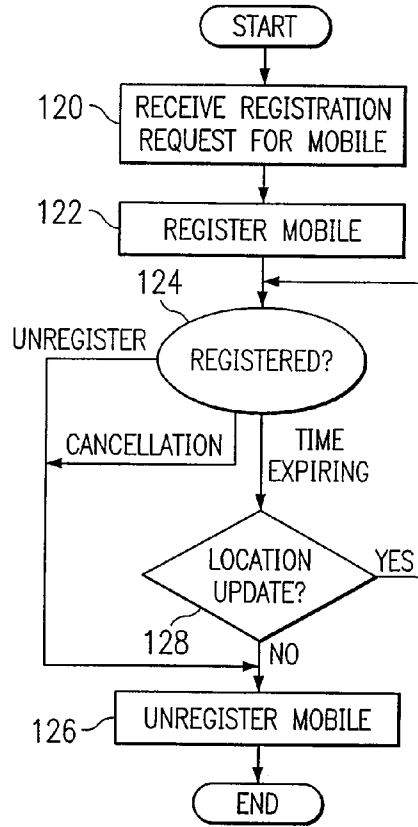 START
120
RECEIVE REGISTRATION
REQUEST FOR MOBILE
122
REGISTER MOBILE
124
UNREGISTER
REGISTERED?
CANCELLATION
TIME
EXPIRING
LOCATION
UPDATE?
YES
128
NO
126
UNREGISTER MOBILE
END